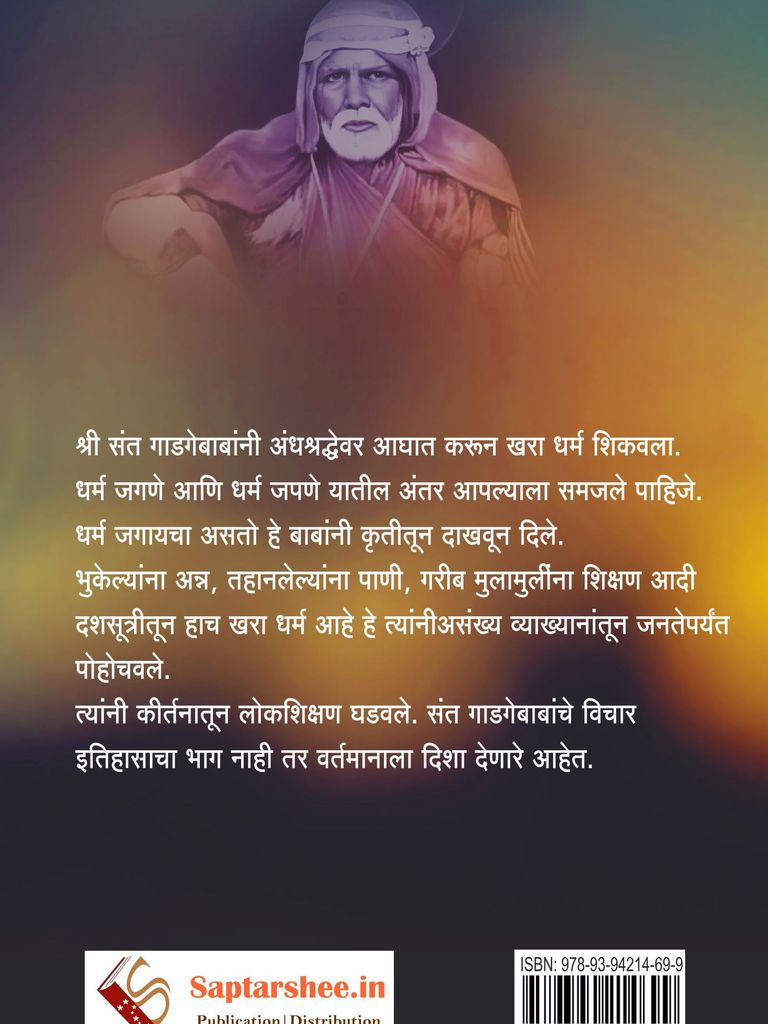 श्री संत गाडगेबाबांनी अंधश्रद्धेवर आघात करून खरा धर्म शिकवला.
धर्म जगणे आणि धर्म जपणे यातील अंतर आपल्याला समजले पाहिजे.
धर्म जगायचा असतो हे बाबांनी कृतीतून दाखवून दिले.
भुकेल्यांना अन्न, तहानलेल्यांना पाणी, गरीब मुलामुलींना शिक्षण आदी
दशसूत्रीतून हाच खरा धर्म आहे हे त्यांनीअसंख्य व्याख्यानांतून जनतेपर्यंत
पोहोचवले.
त्यांनी कीर्तनातून लोकशिक्षण घडवले. संत गाडगेबाबांचे विचार
इतिहासाचा भाग नाही तर वर्तमानाला दिशा देणारे आहेत.
Saptarshee.in
Publication|Distribution
ISBN: 978-93-94214-69-9